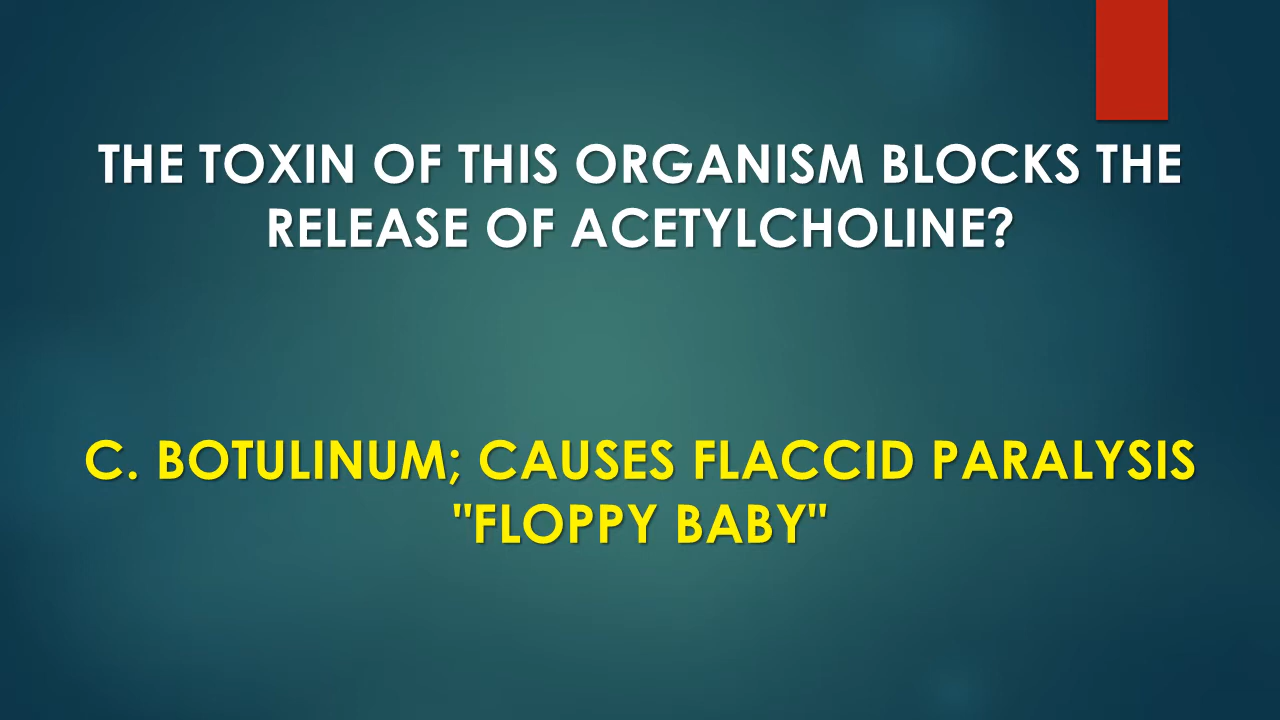 THE TOXIN OF THIS ORGANISM BLOCKS THE
RELEASE OF ACETYLCHOLINE?
C. BOTULINUM; CAUSES FLACCID PARALYSIS
"FLOPPY BABY"